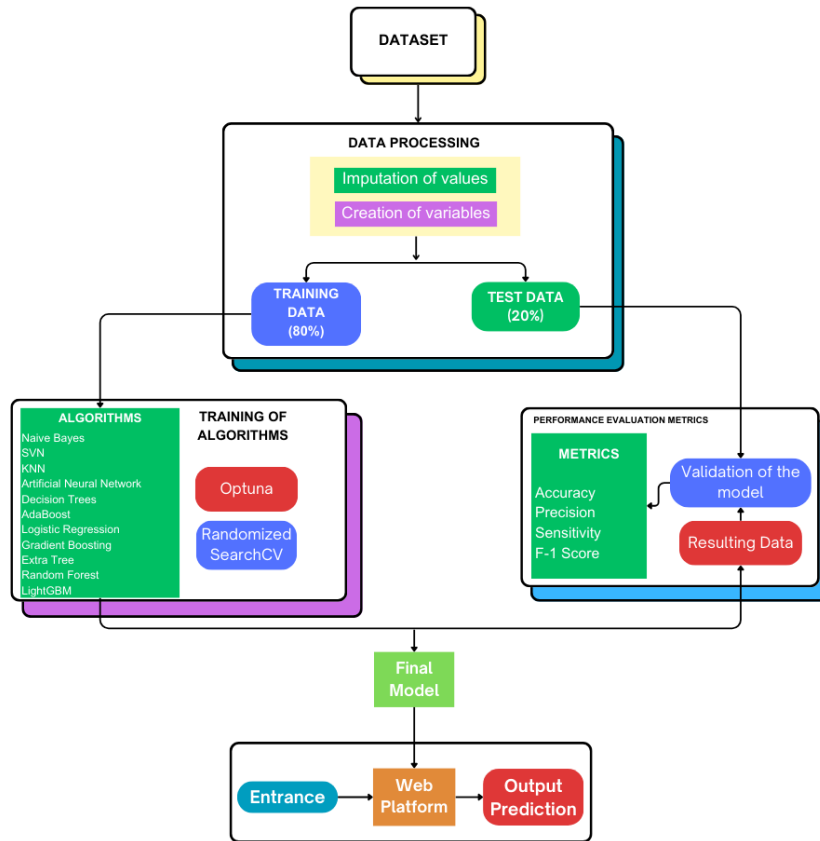 DATASET
DATA PROCESSING
Imputation of values
Creation of variables
TRAINING
DATA
(80%)
TEST DATA
(20%)
ALGORITHMS
Naive Bayes
SVN
KNN
Artificial Neural Network
Decision Trees
AdaBoost
Logistic Regression
Gradient Boosting
Extra Tree
Random Forest
LightGBM
TRAINING OF
ALGORITHMS
Optuna
Randomized
SearchCV
PERFORMANCE EVALUATION METRICS
METRICS
Accuracy
Precision
Sensitivity
F-1 Score
Validation of the
model
Resulting Data
Final
Model
Entrance
Web
Platform
Output
Prediction